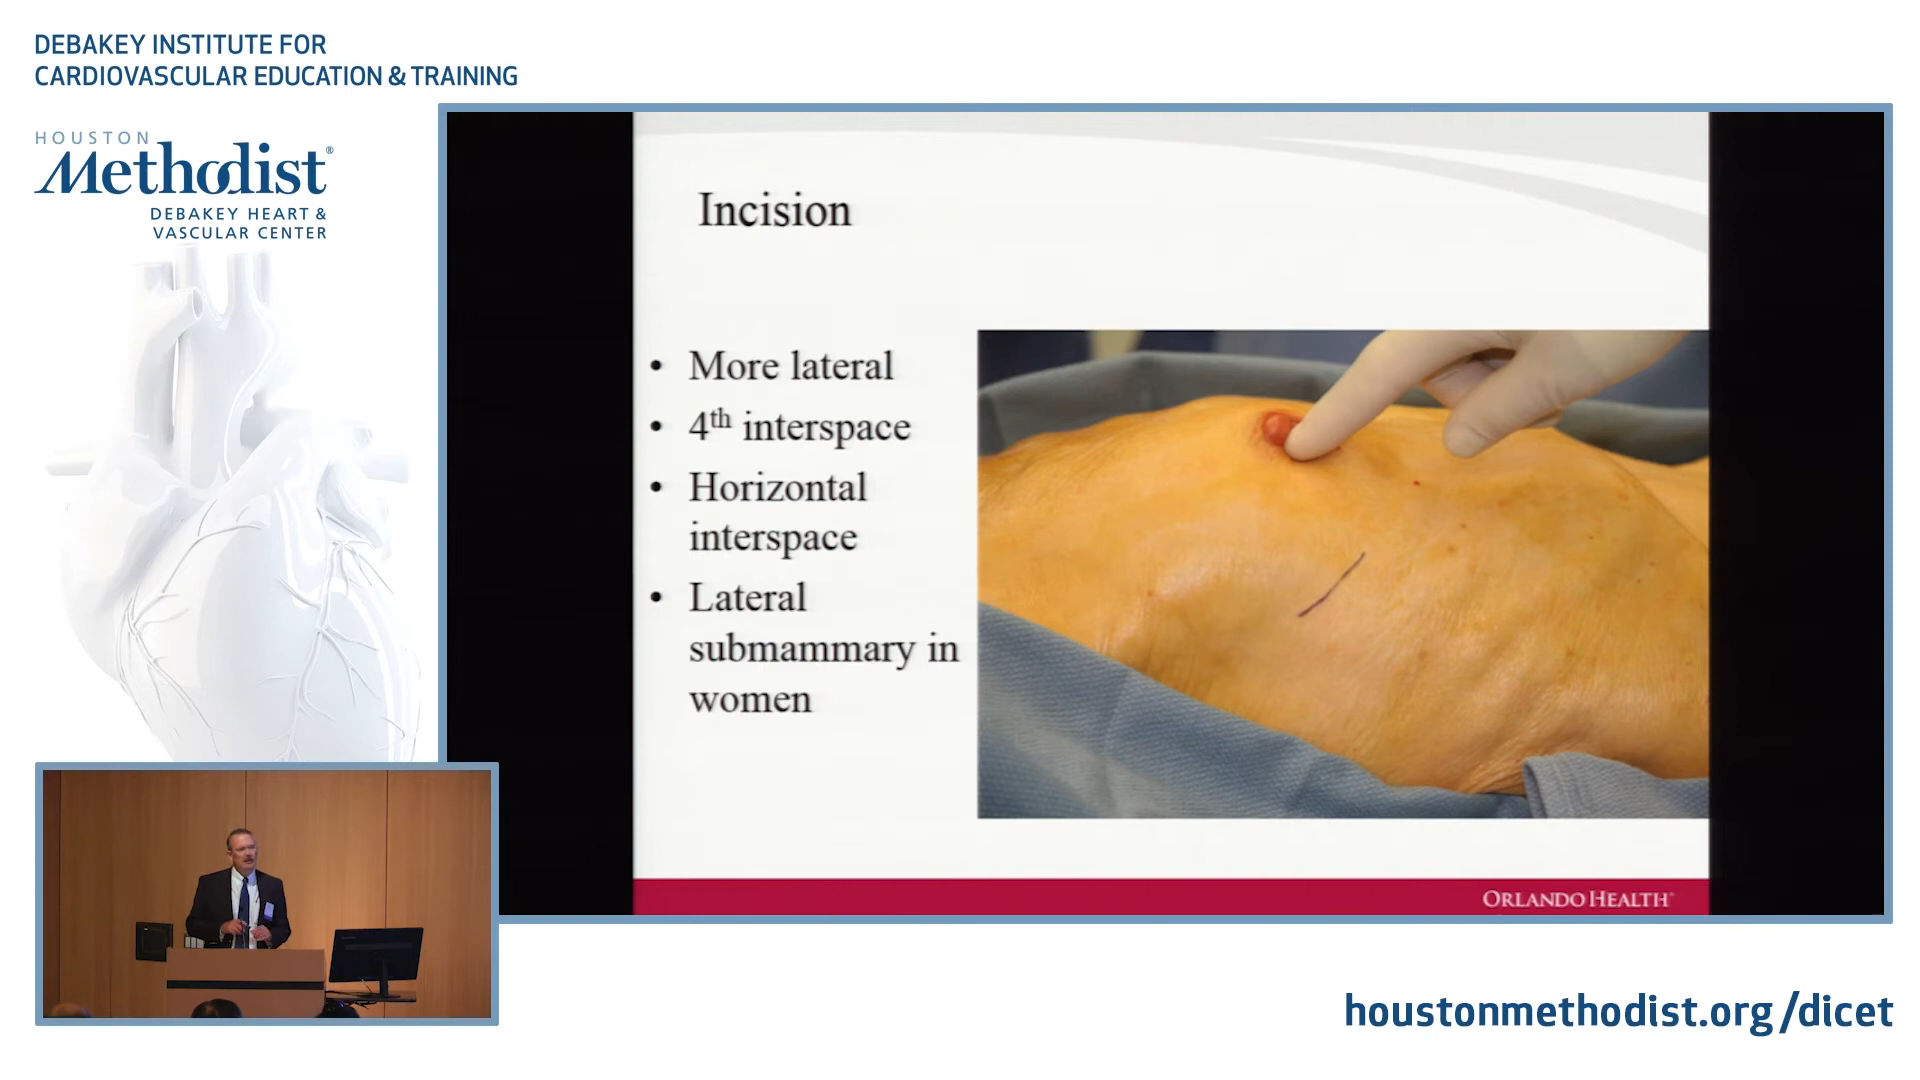 DEBAKEY INSTITUTE FOR
CARDIOVASCULAR EDUCATION & TRAINING
HOUSTON
Methodist®
DEBAKEY HEART &
VASCULAR CENTER
Incision
• More lateral
• 4th interspace
• Horizontal
interspace
• Lateral
submammary in
women
ORLANDO HEALTH®
houstonmethodist.org/dicet